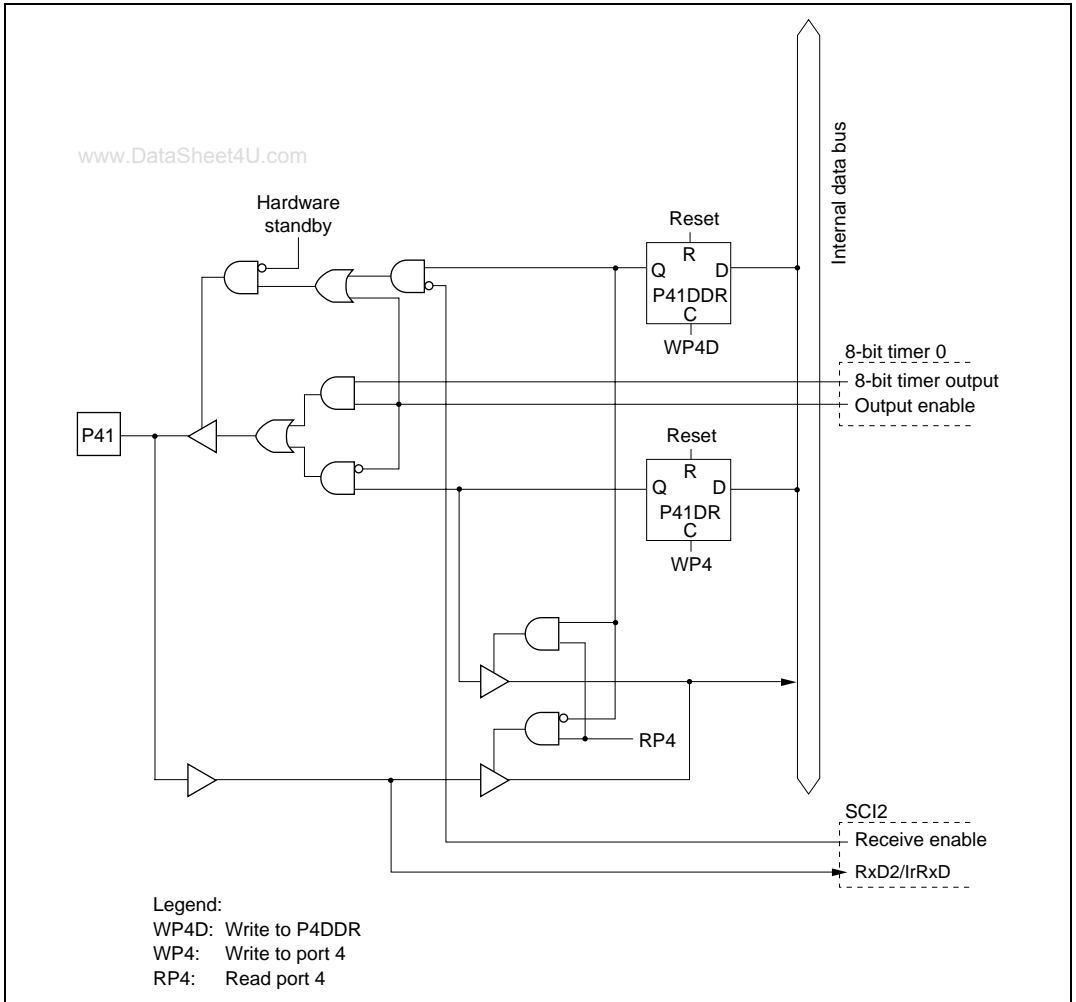 www.DataSheet4U.com
Internal data bus
Hardware
standby
Reset
R
Q
D
P41DDR
C
WP4D
8-bit timer 0
8-bit timer output
Output enable
P41
Reset
R
Q
D
P41DR
C
WP4
RP4
SCI2
Receive enable
RxD2/IrRxD
Legend:
WP4D: Write to P4DDR
WP4: Write to port 4
RP4: Read port 4